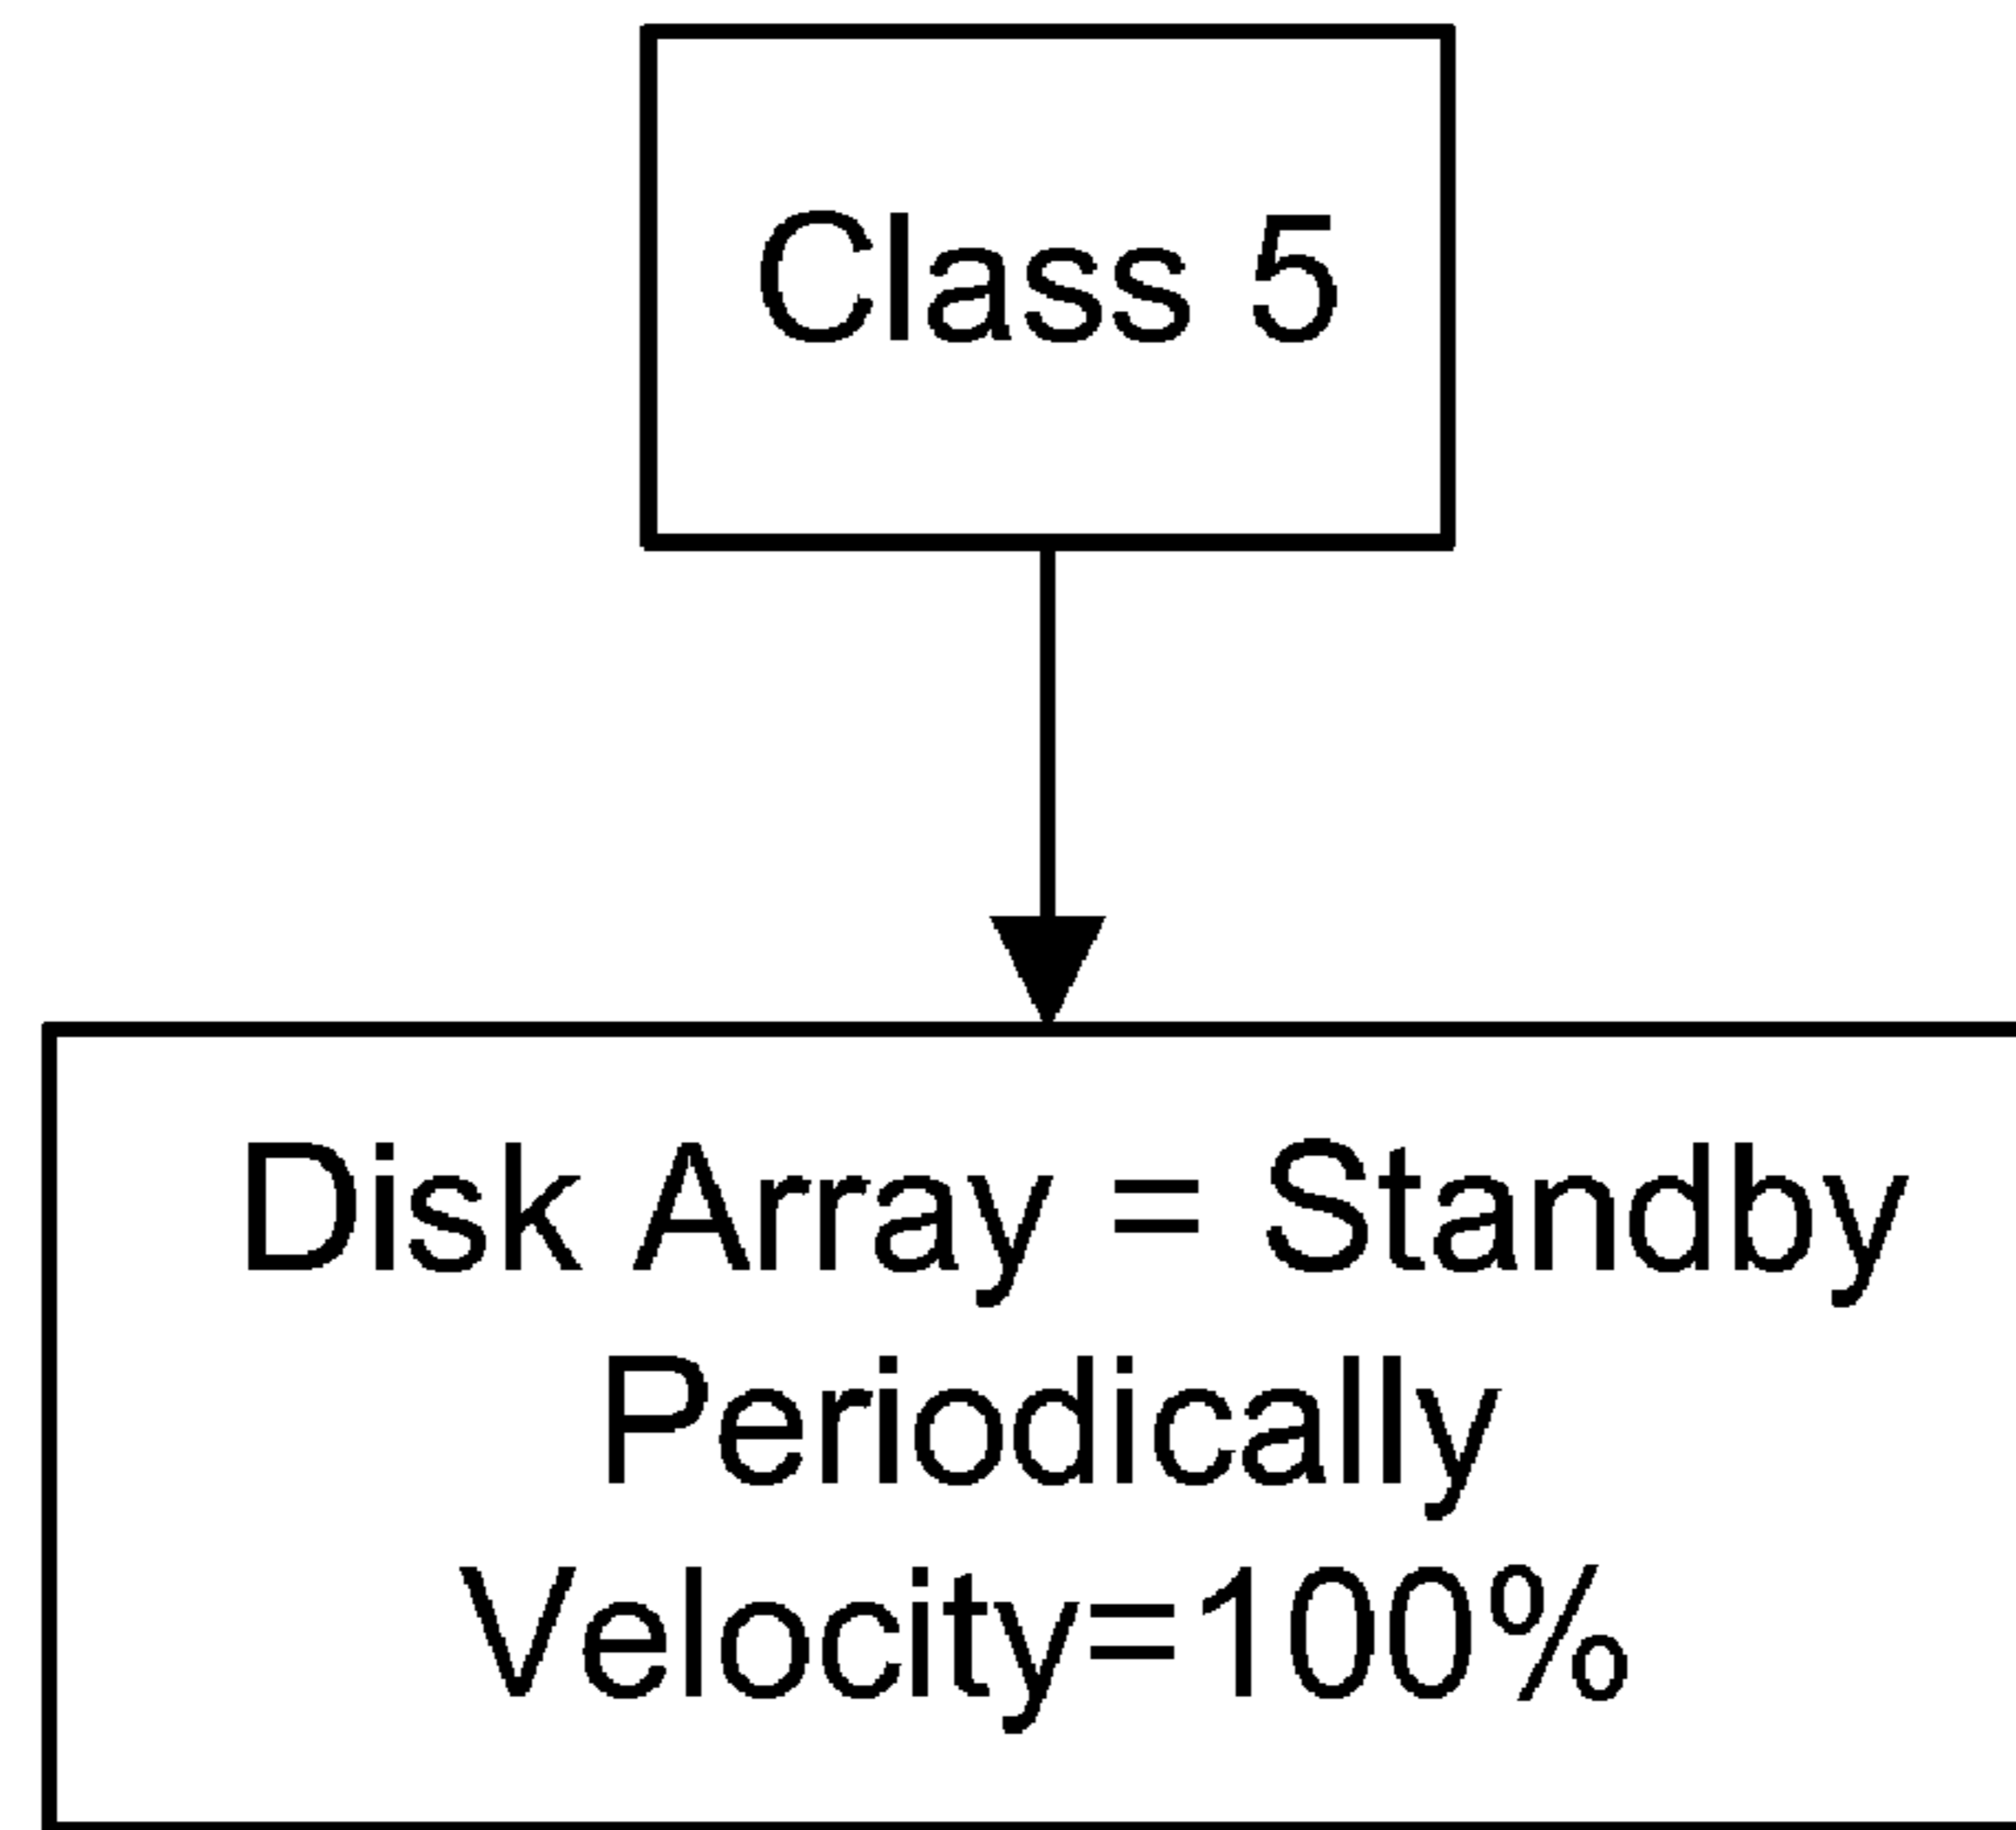 Class 5
Disk Array = Standby
Periodically
Velocity=100%